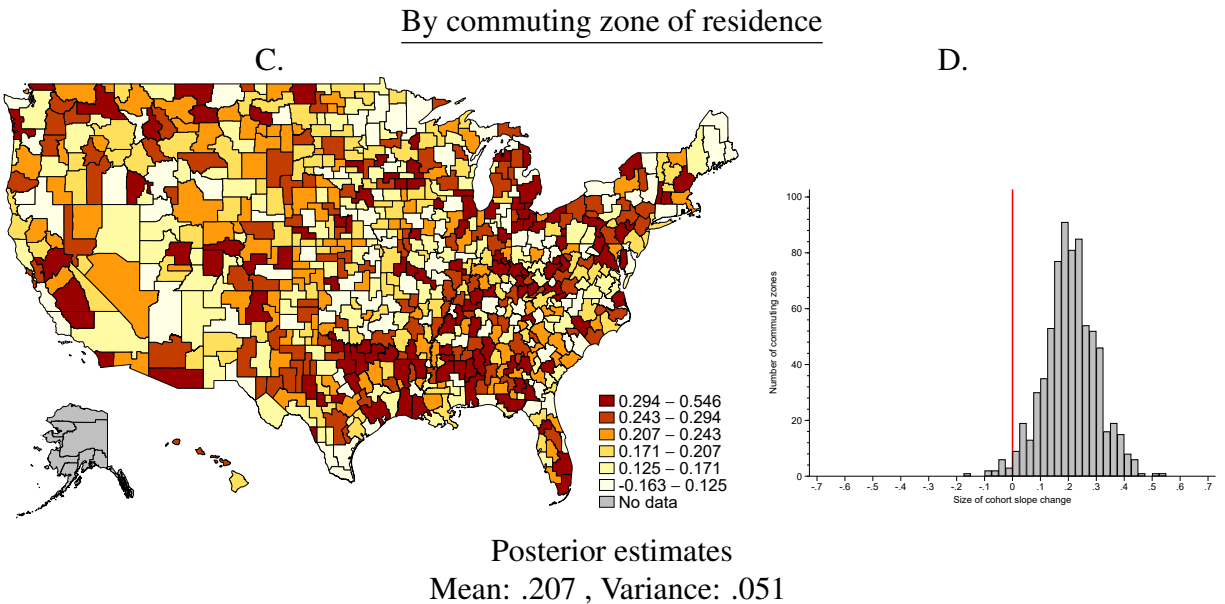 By commuting zone of residence
C.
D.
0.294 – 0.546
0.243 – 0.294
0.207 – 0.243
0.171 – 0.207
0.125 – 0.171
-0.163 – 0.125
No data
Number of commuting zones
100
80
60
40
20
0
-.7 -.6 -.5 -.4 -.3 -.2 -.1 0 .1 .2 .3 .4 .5 .6 .7
Size of cohort slope change
Posterior estimates
Mean: .207 , Variance: .051